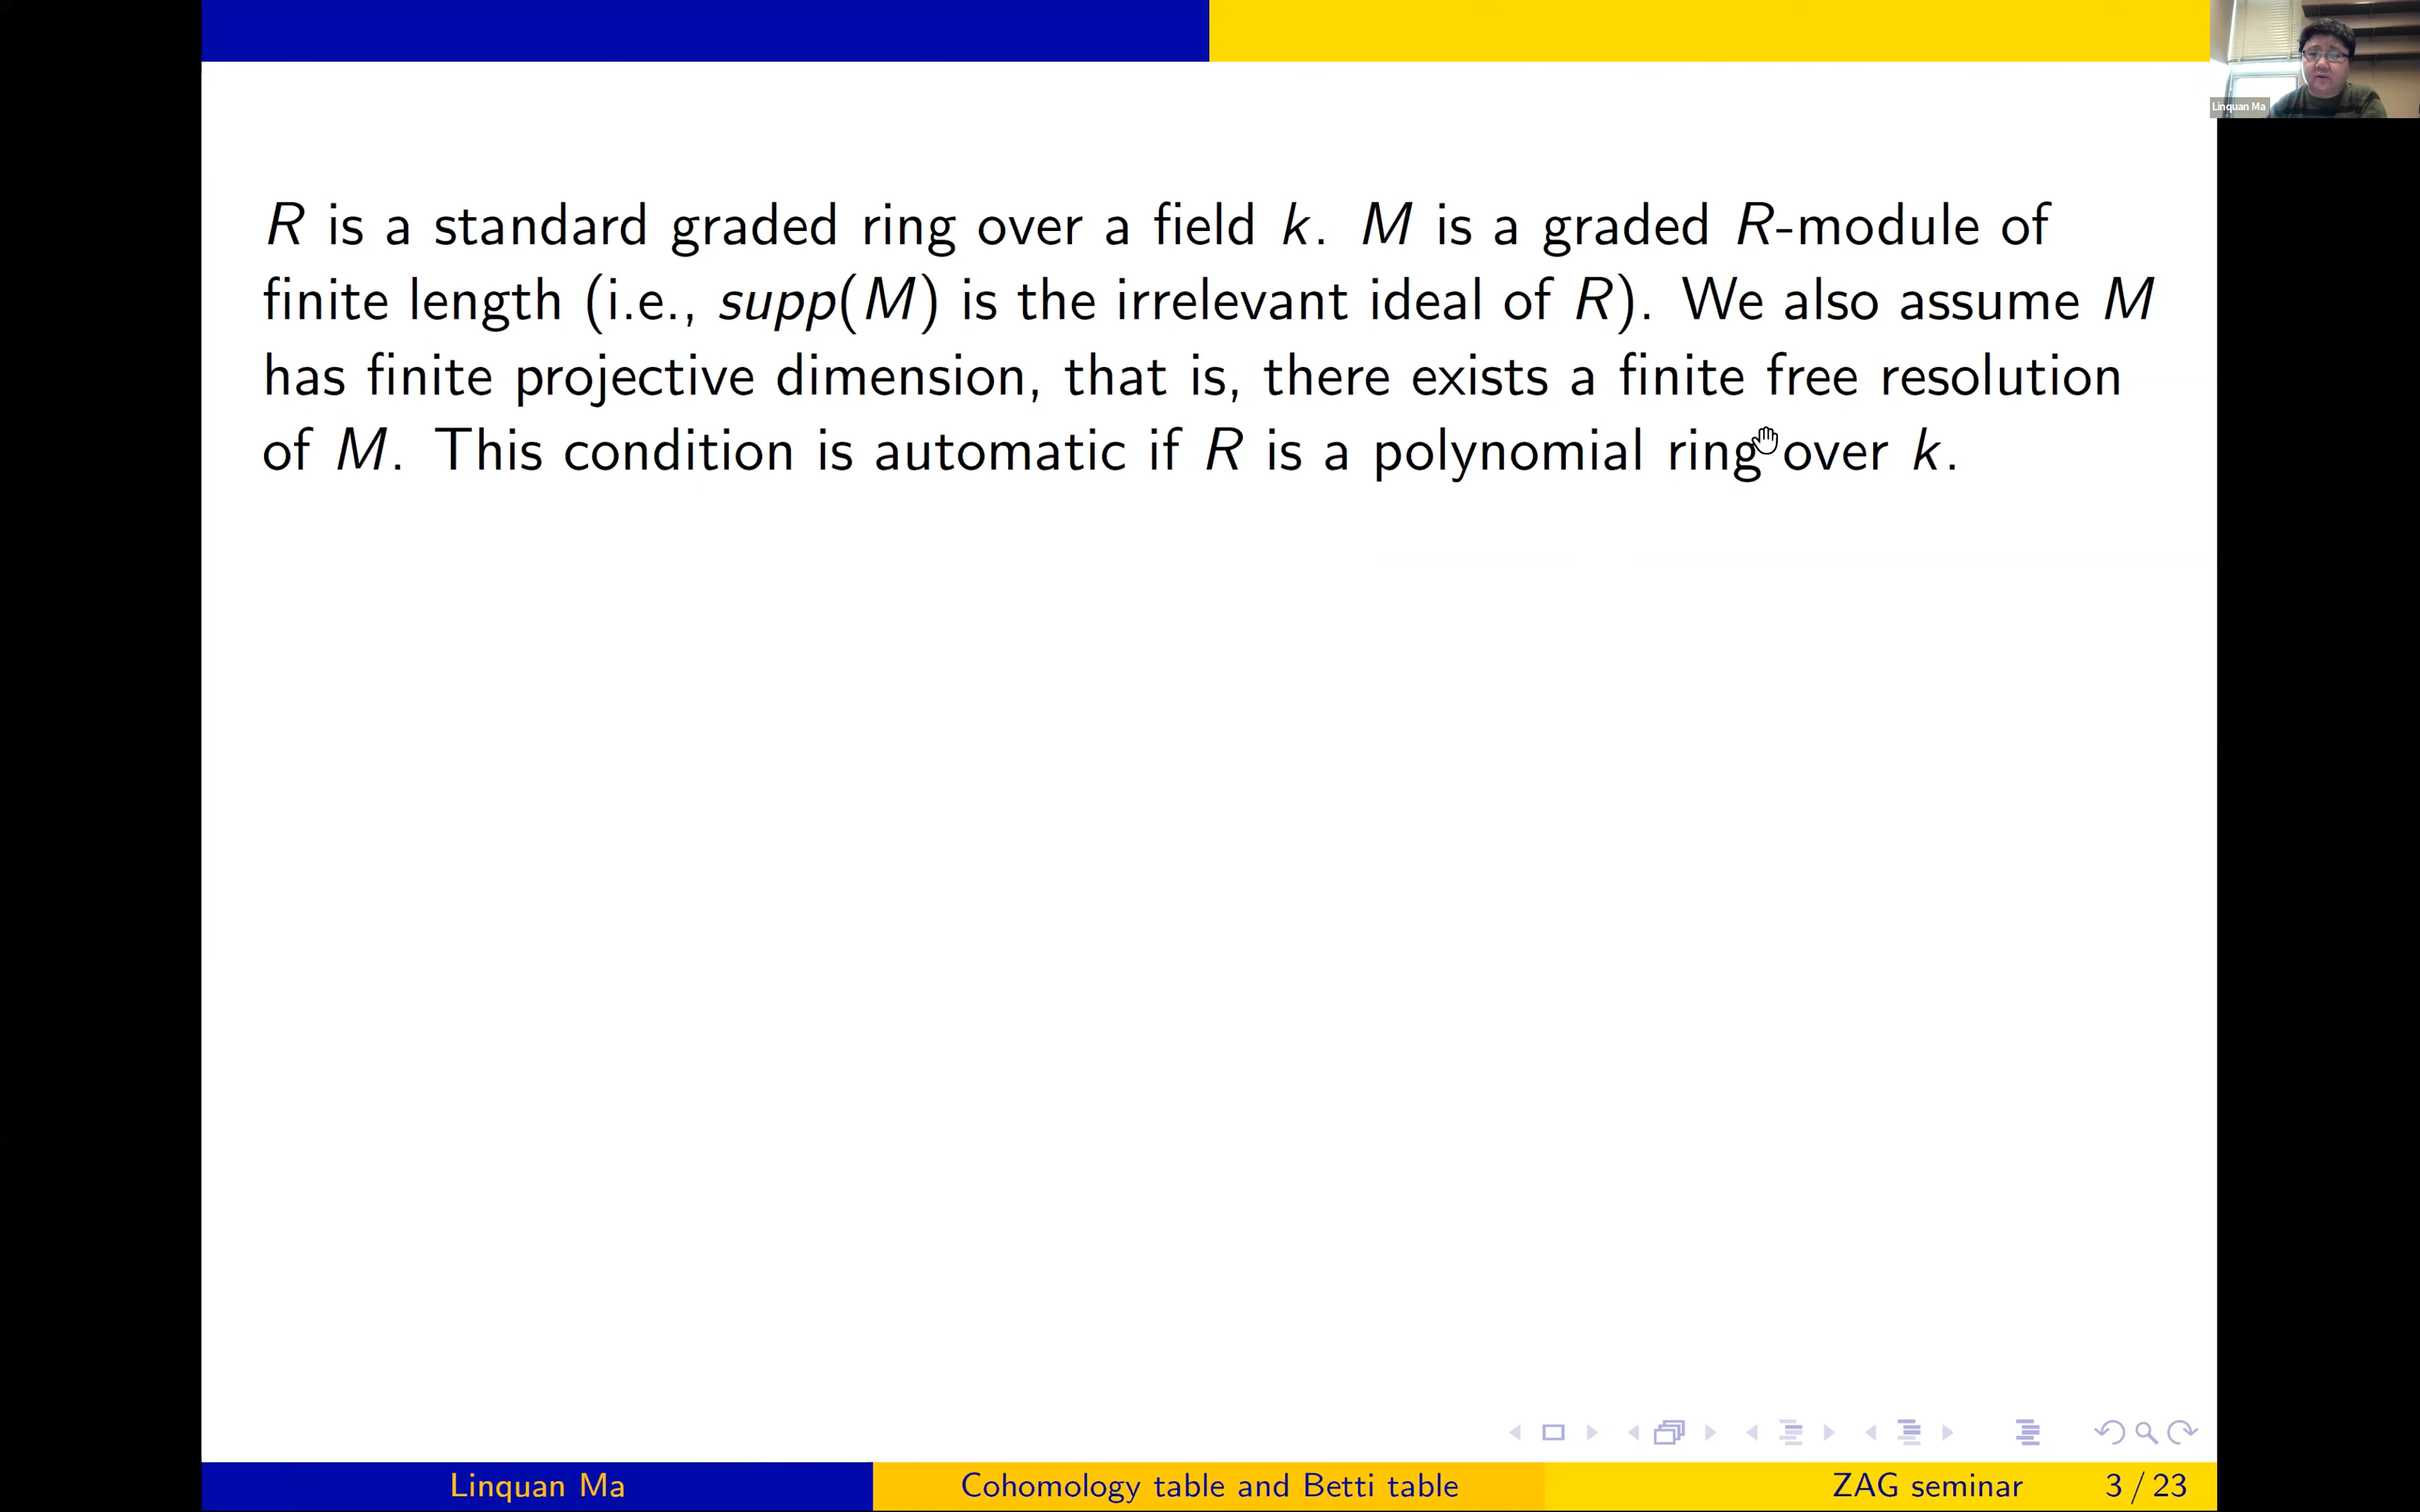 Linquan Ma
R is a standard graded ring over a field k. M is a graded R-module of
finite length (i.e., supp(M) is the irrelevant ideal of R). We also assume M
has finite projective dimension, that is, there exists a finite free resolution
of M. This condition is automatic if R is a polynomial ring over k.
Linquan Ma Cohomology table and Betti table ZAG seminar 3 / 23